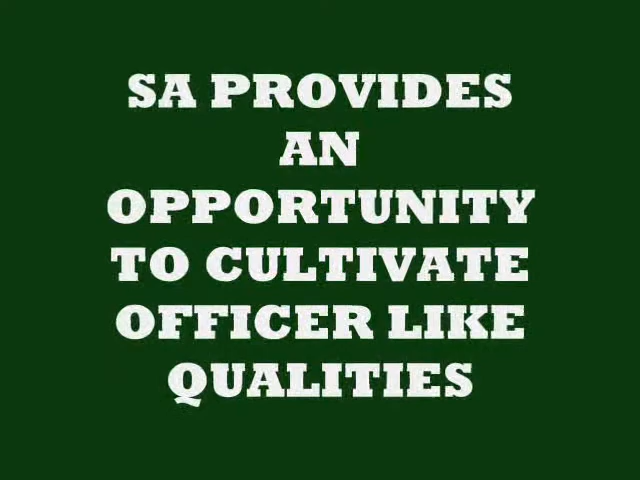 SA PROVIDES
AN
OPPORTUNITY
TO CULTIVATE
OFFICER LIKE
QUALITIES